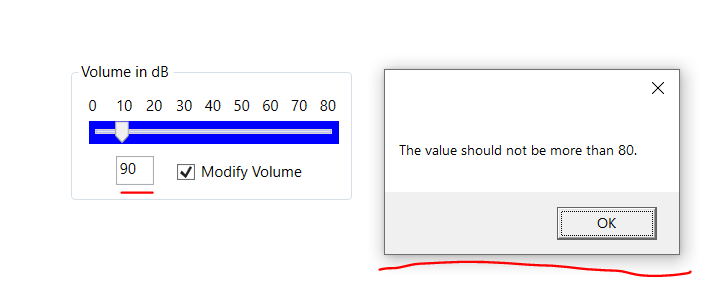 Volume in dB
0 10 20 30 40 50 60 70 80
90
Modify Volume
The value should not be more than 80.
OK